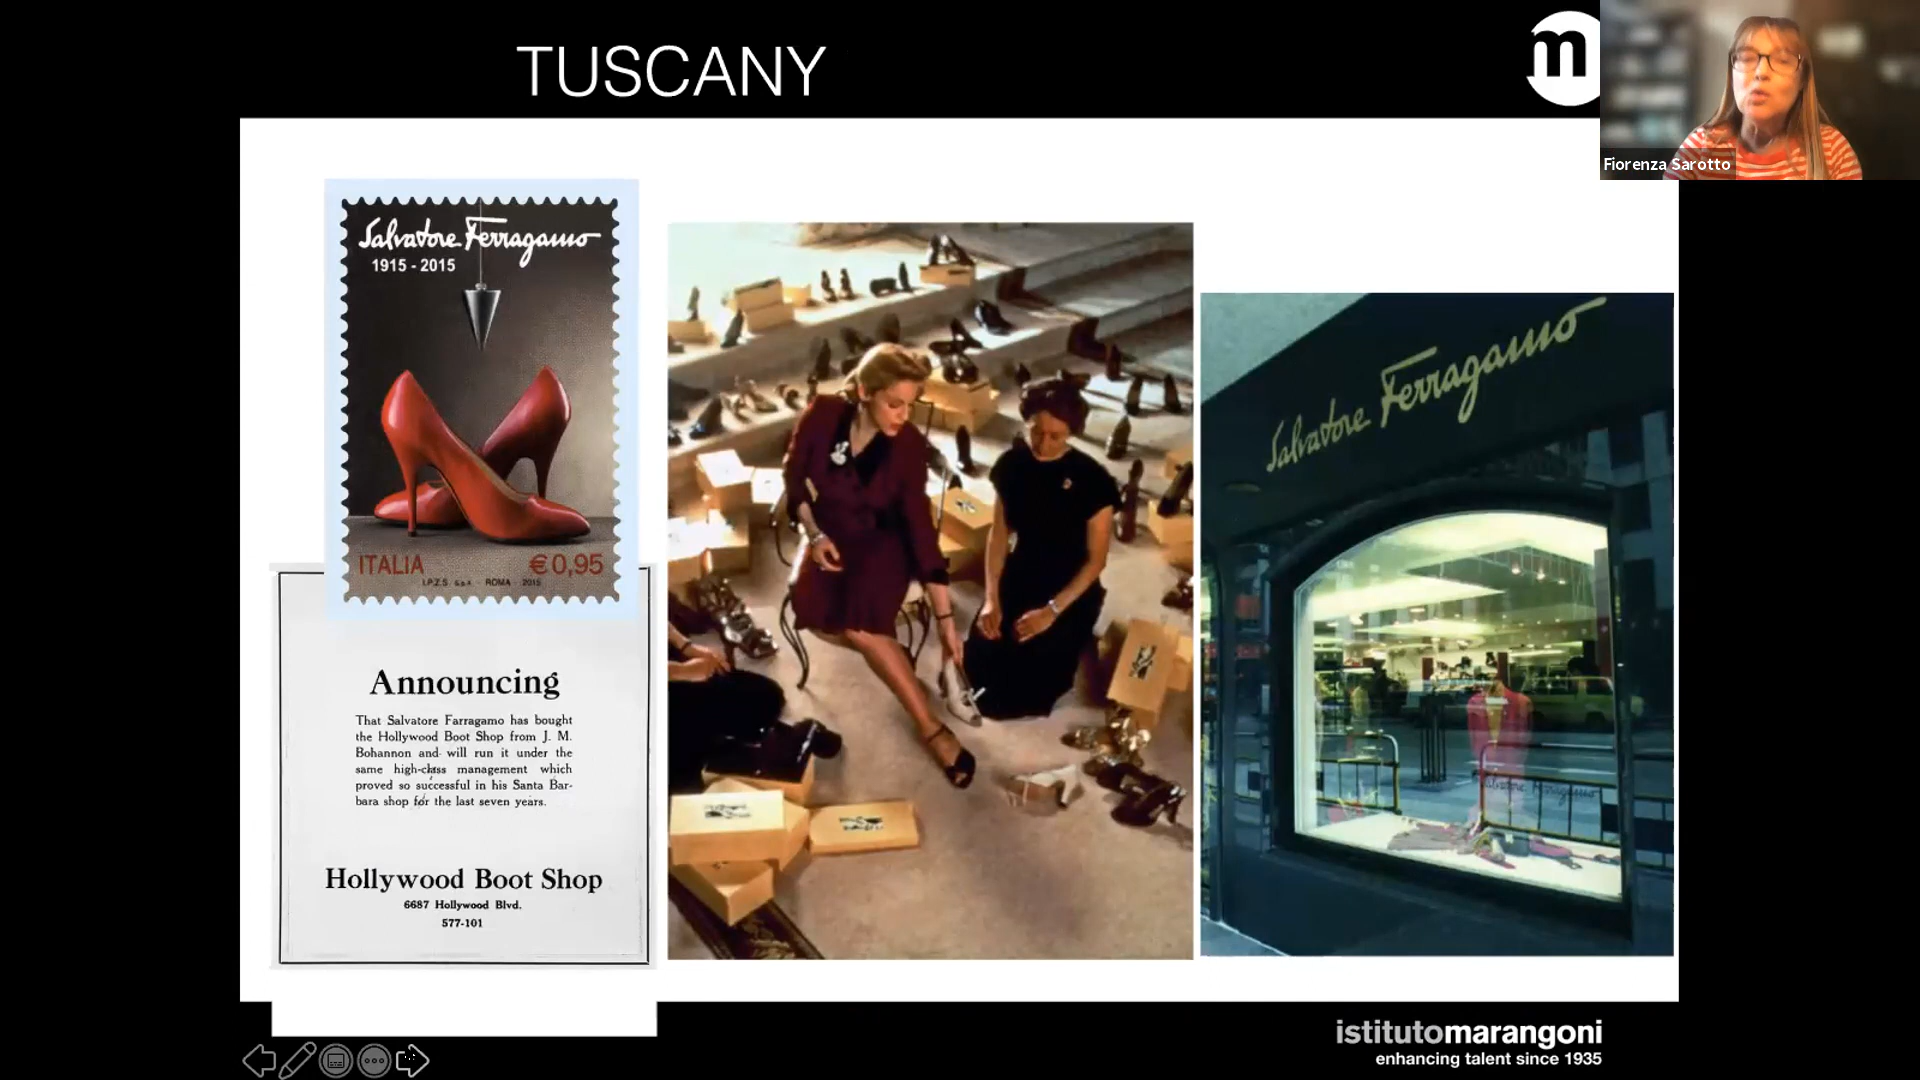 TUSCANY
m
Fiorenza Sarotto
Salvatore Ferragamo
1915 - 2015
ITALIA €0,95
I.P.Z.S. S.p.A. - ROMA - 2015
Announcing
That Salvatore Farragamo has bought
the Hollywood Boot Shop from J. M.
Bohannon and will run it under the
same high-class management which
proved so successful in his Santa Bar-
bara shop for the last seven years.
Hollywood Boot Shop
6687 Hollywood Blvd.
577-101
Salvatore Ferragamo
Salvatore Ferragamo
istitutomarangoni
enhancing talent since 1935